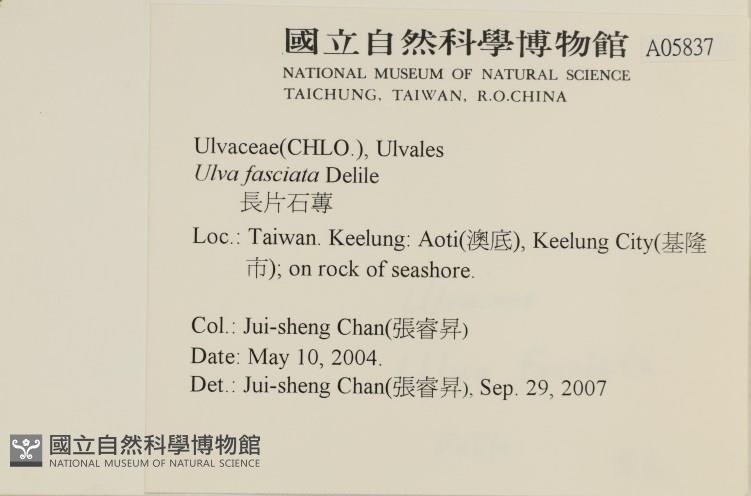 國立自然科學博物館 A05837
NATIONAL MUSEUM OF NATURAL SCIENCE
TAICHUNG, TAIWAN, R.O.CHINA
Ulvaceae(CHLO.), Ulvales
Ulva fasciata Delile
長片石蓴
Loc.: Taiwan. Keelung: Aoti(澳底), Keelung City(基隆
市); on rock of seashore.
Col.: Jui-sheng Chan(張睿昇)
Date: May 10, 2004.
Det.: Jui-sheng Chan(張睿昇), Sep. 29, 2007
國立自然科學博物館
NATIONAL MUSEUM OF NATURAL SCIENCE